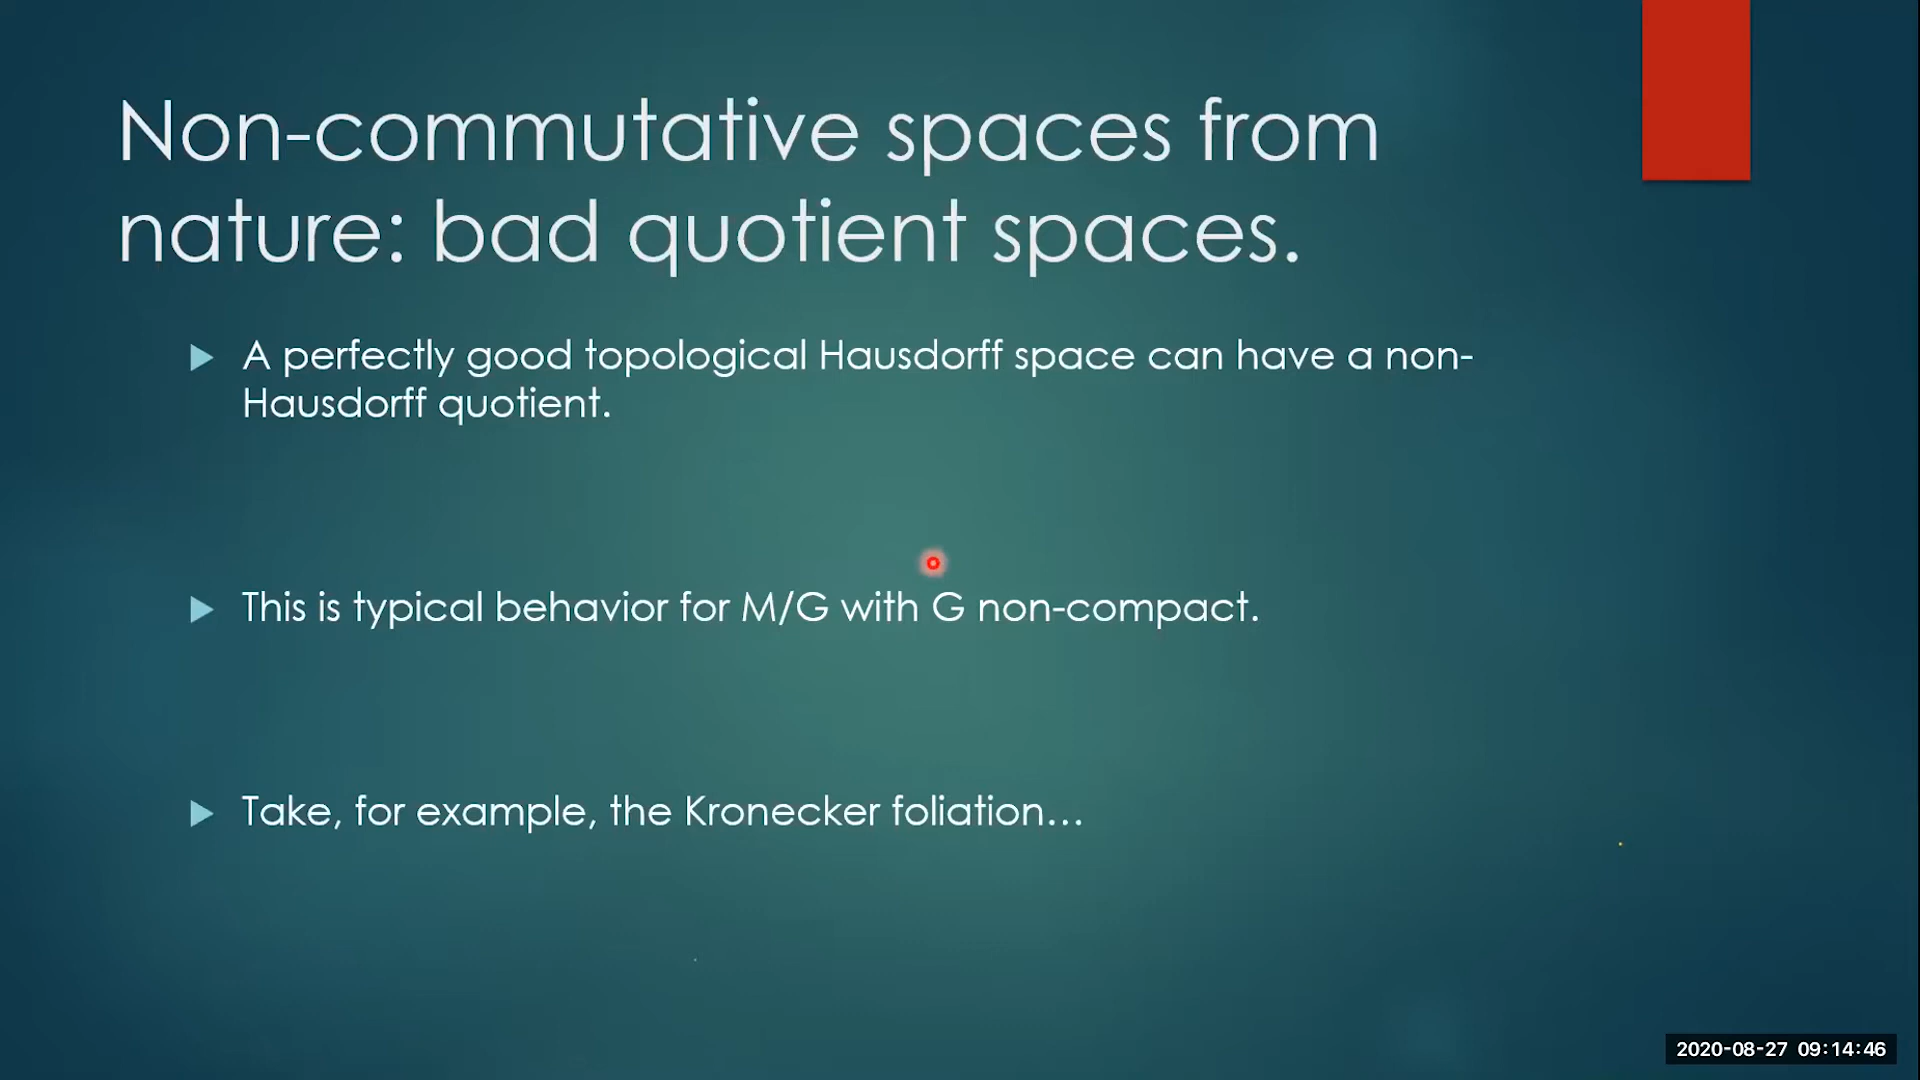 Non-commutative spaces from
nature: bad quotient spaces.
A perfectly good topological Hausdorff space can have a non-
Hausdorff quotient.
This is typical behavior for M/G with G non-compact.
Take, for example, the Kronecker foliation...
2020-08-27 09:14:46